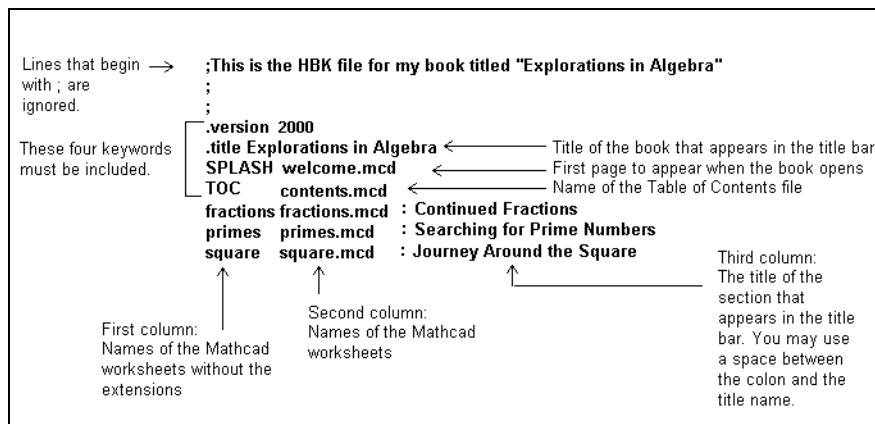 Lines that begin
with ; are
ignored.
;This is the HBK file for my book titled "Explorations in Algebra"
;
;
These four keywords
must be included.
.version 2000
.title Explorations in Algebra
SPLASH welcome.mcd
TOC contents.mcd
Title of the book that appears in the title bar
First page to appear when the book opens
Name of the Table of Contents file
fractions fractions.mcd : Continued Fractions
primes primes.mcd : Searching for Prime Numbers
square square.mcd : Journey Around the Square
First column:
Names of the Mathcad
worksheets without the
extensions
Second column:
Names of the Mathcad
worksheets
Third column:
The title of the
section that
appears in the title
bar. You may use
a space between
the colon and the
title name.